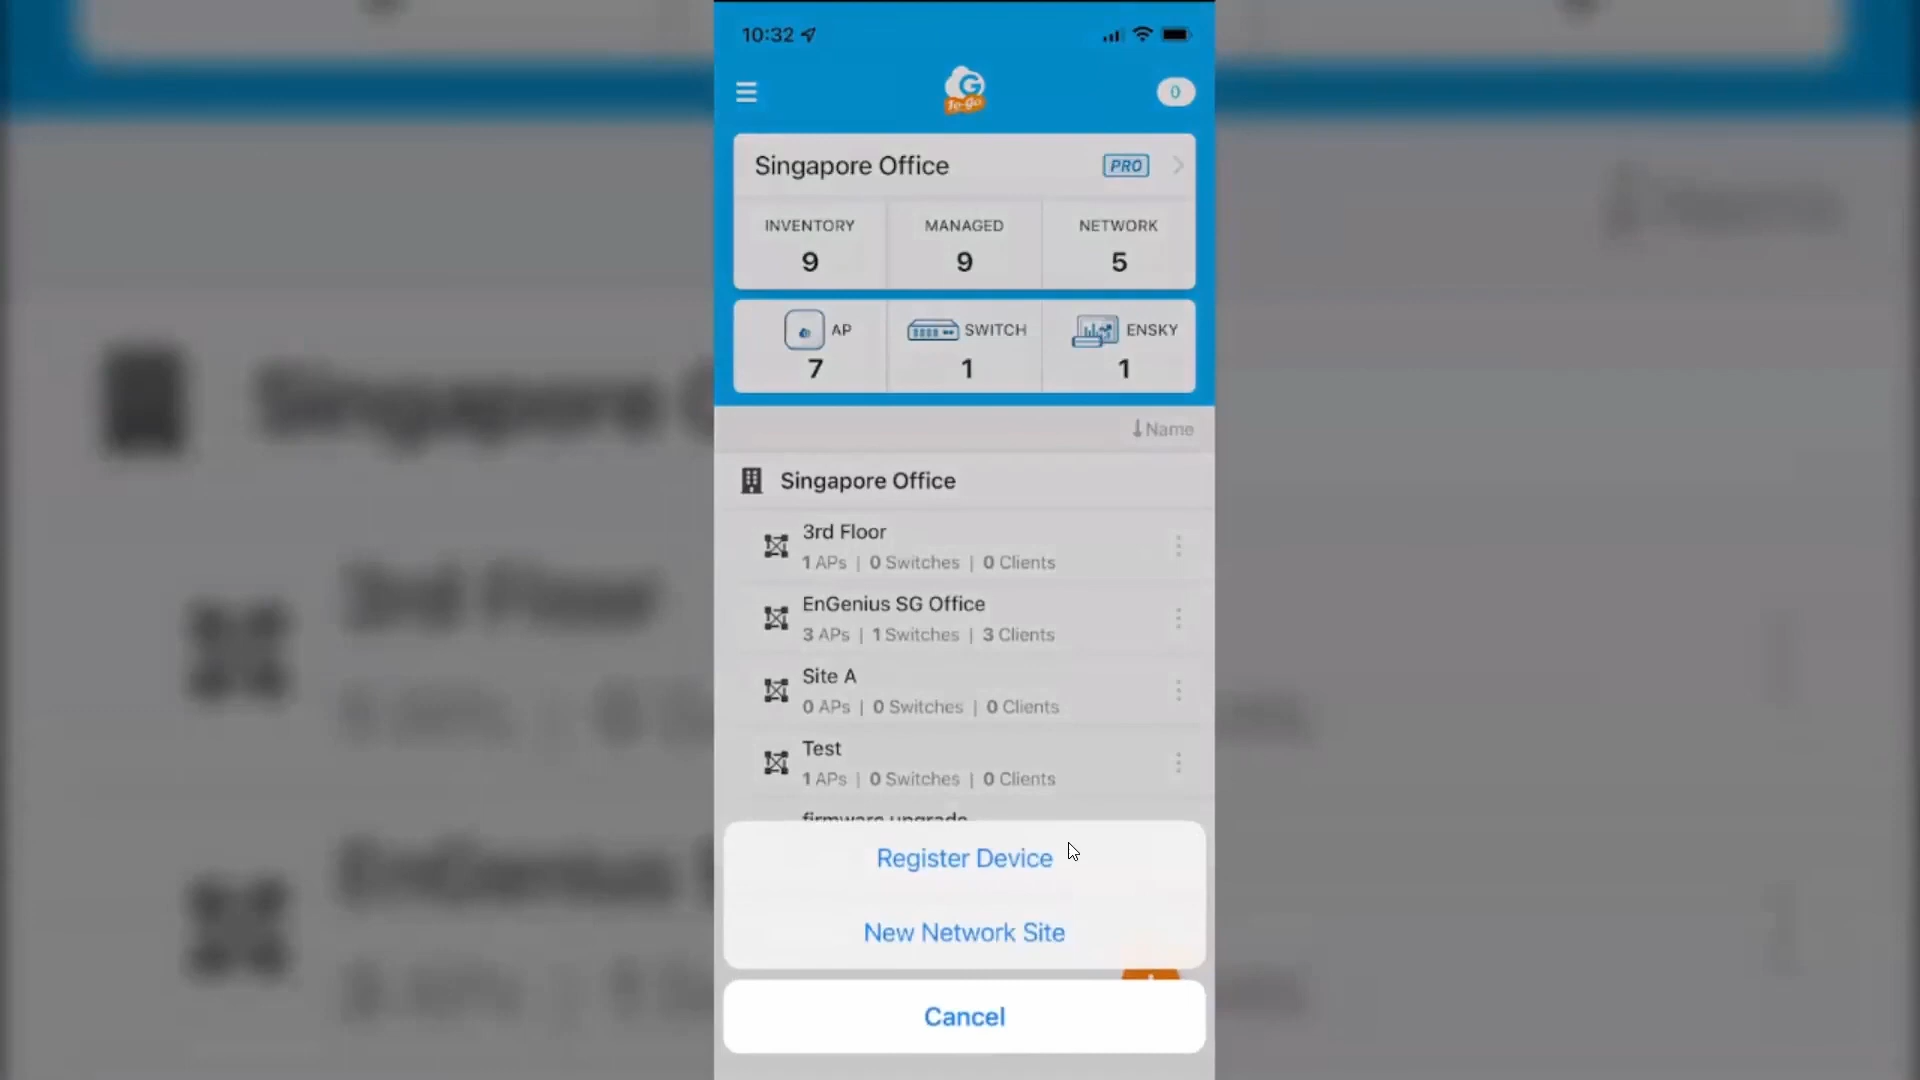 10:32
G
To-Go
0
Singapore Office
PRO
INVENTORY
MANAGED
NETWORK
9
9
5
AP
SWITCH
ENSKY
7
1
1
Name
Singapore Office
3rd Floor
1 APs | 0 Switches | 0 Clients
EnGenius SG Office
3 APs | 1 Switches | 3 Clients
Site A
0 APs | 0 Switches | 0 Clients
Test
1 APs | 0 Switches | 0 Clients
firmware upgrade
Register Device
New Network Site
Cancel